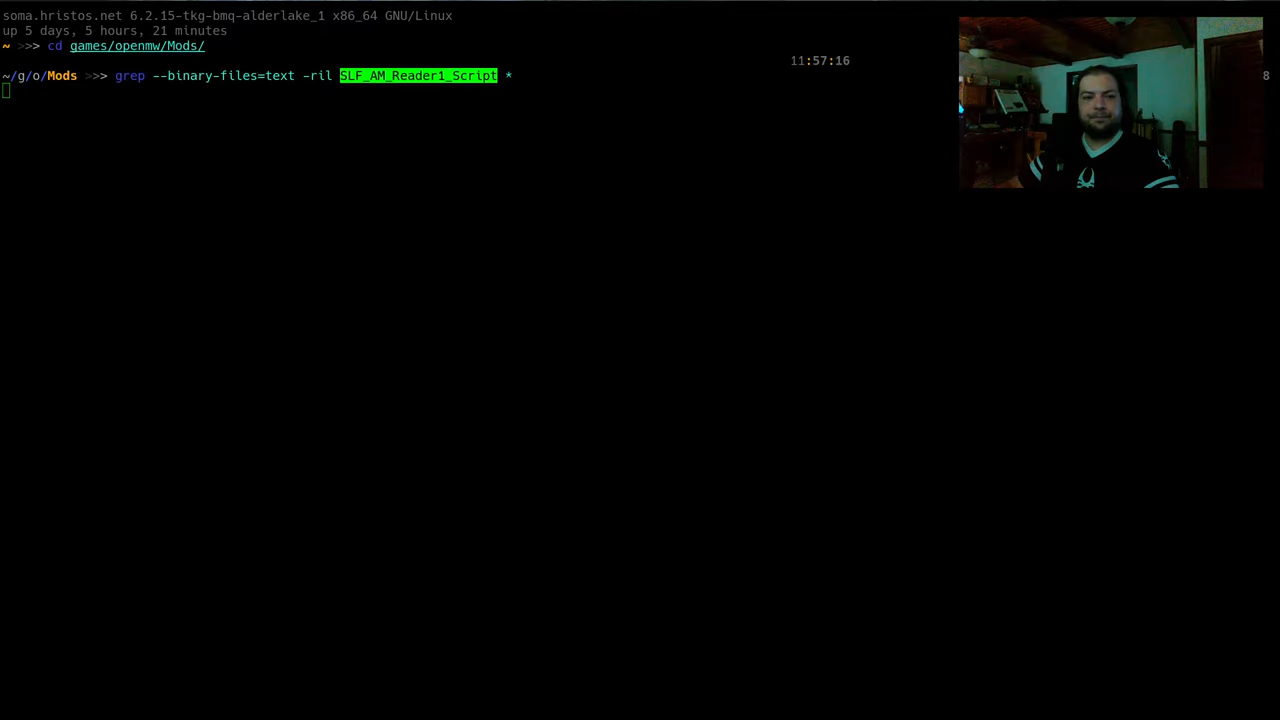 soma.hristos.net 6.2.15-tkg-bmq-alderlake_1 x86_64 GNU/Linux
up 5 days, 5 hours, 21 minutes
~ >>> cd games/openmw/Mods/
11:57:16
8
~/g/o/Mods >>> grep --binary-files=text -ril SLF_AM_Reader1_Script *